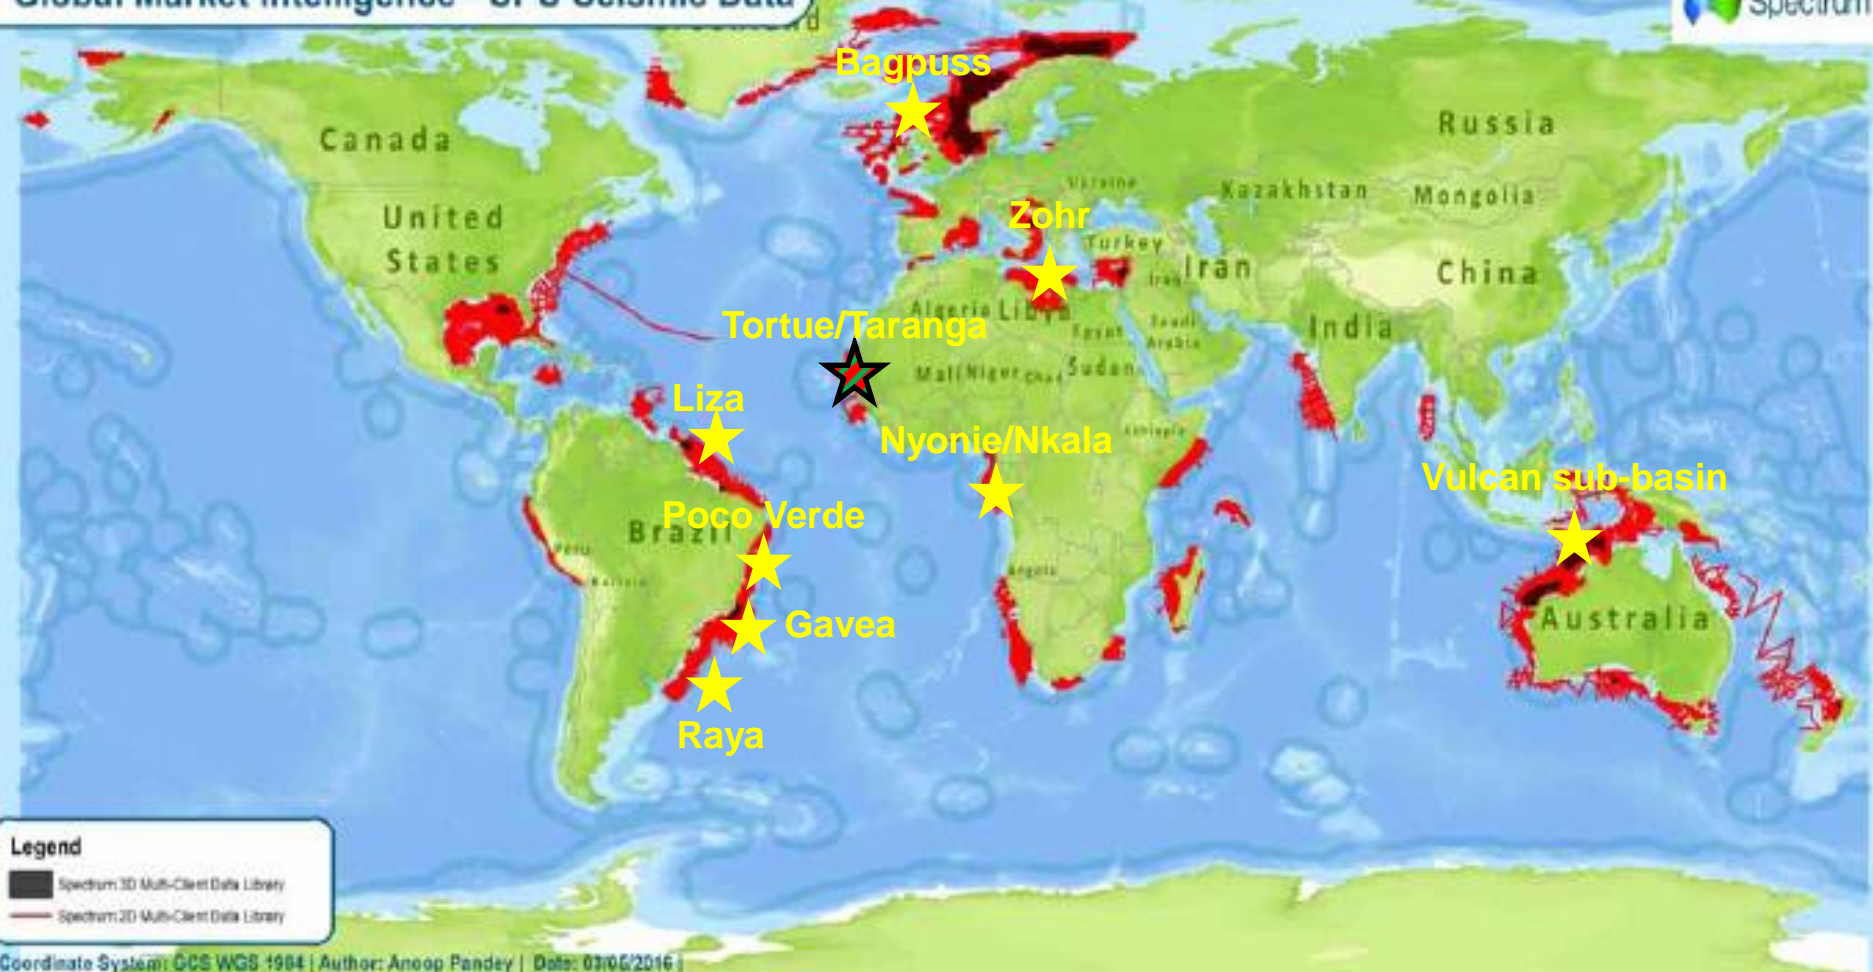 Global Market Intelligence - SPU Seismic Data
Spectrum
Bagpuss
Canada
Russia
Ukraine
Kazakhstan
Mongolia
United
States
Zohr
Turkey
Iraq
Iran
China
Algeria
Libya
Egypt
Saudi
Arabia
India
Tortue/Taranga
Mali
Niger
Chad
Sudan
Liza
Nyonie/Nkala
Ethiopia
Vulcan sub-basin
Poco Verde
Brazil
Peru
Bolivia
Angola
Gavea
Australia
Raya
Legend
Spectrum 3D Multi-Client Data Library
Spectrum 2D Multi-Client Data Library
Coordinate System: GCS WGS 1984 | Author: Anoop Pandey | Date: 03/05/2016 |